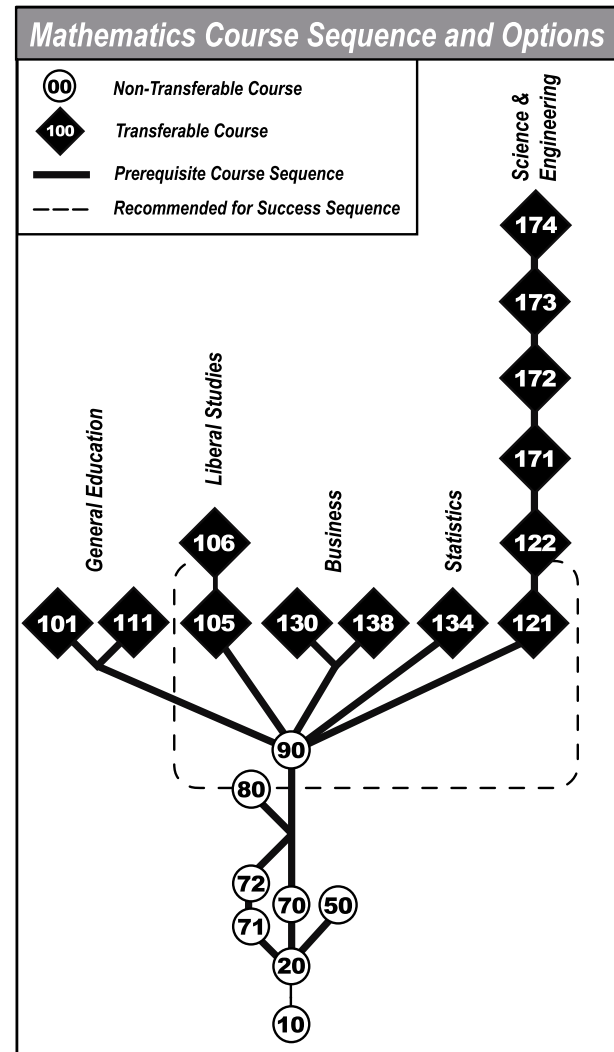 Mathematics Course Sequence and Options
00 Non-Transferable Course
100 Transferable Course
Prerequisite Course Sequence
Recommended for Success Sequence
Science &
Engineering
174
173
172
171
122
Liberal Studies
General Education
Business
Statistics
106
101 111 105 130 138 134 121
90
80
72
70 50
71
20
10